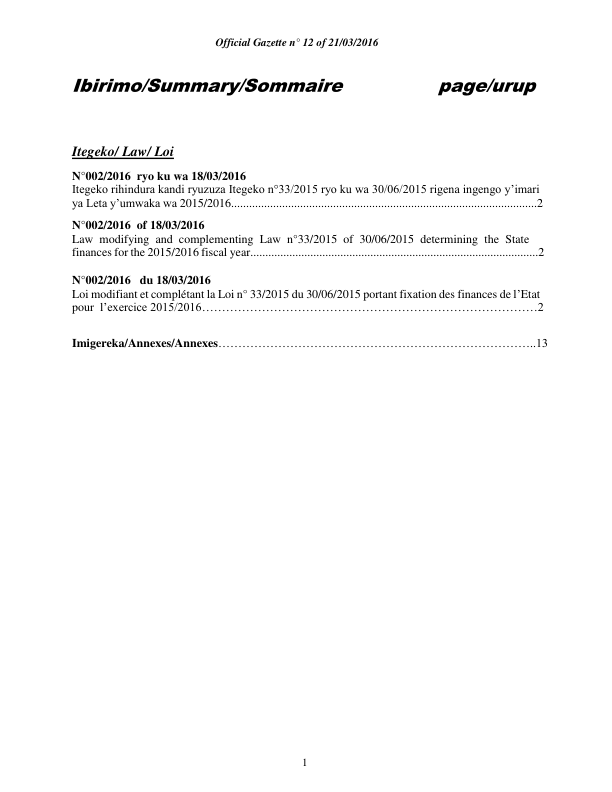 Official Gazette n° 12 of 21/03/2016
Ibirimo/Summary/Sommaire page/urup
Itegeko/ Law/ Loi
N°002/2016 ryo ku wa 18/03/2016
Itegeko rihindura kandi ryuzuza Itegeko n°33/2015 ryo ku wa 30/06/2015 rigena ingengo y’imari
ya Leta y’umwaka wa 2015/2016......................................................................................................2
N°002/2016 of 18/03/2016
Law modifying and complementing Law n°33/2015 of 30/06/2015 determining the State
finances for the 2015/2016 fiscal year................................................................................................2
N°002/2016 du 18/03/2016
Loi modifiant et complétant la Loi n° 33/2015 du 30/06/2015 portant fixation des finances de l’Etat
pour l’exercice 2015/2016…………………………………………………………………………2
Imigereka/Annexes/Annexes……………………………………………………………………..13
1